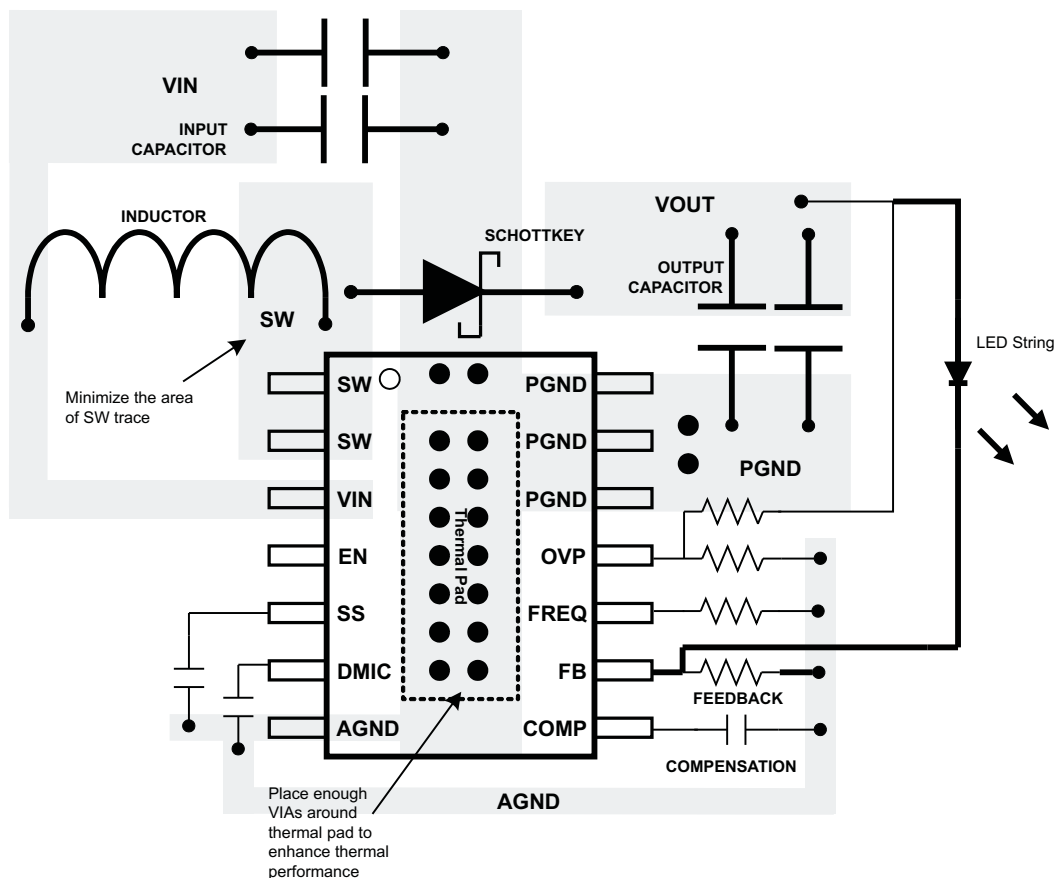 VIN
INPUT
CAPACITOR
INDUCTOR
SW
SCHOTTKEY
VOUT
OUTPUT
CAPACITOR
LED String
Minimize the area
of SW trace
SW
SW
VIN
EN
SS
DMIC
AGND
Thermal Pad
PGND
PGND
PGND
OVP
FREQ
FB
COMP
PGND
FEEDBACK
COMPENSATION
AGND
Place enough
VIAs around
thermal pad to
enhance thermal
performance